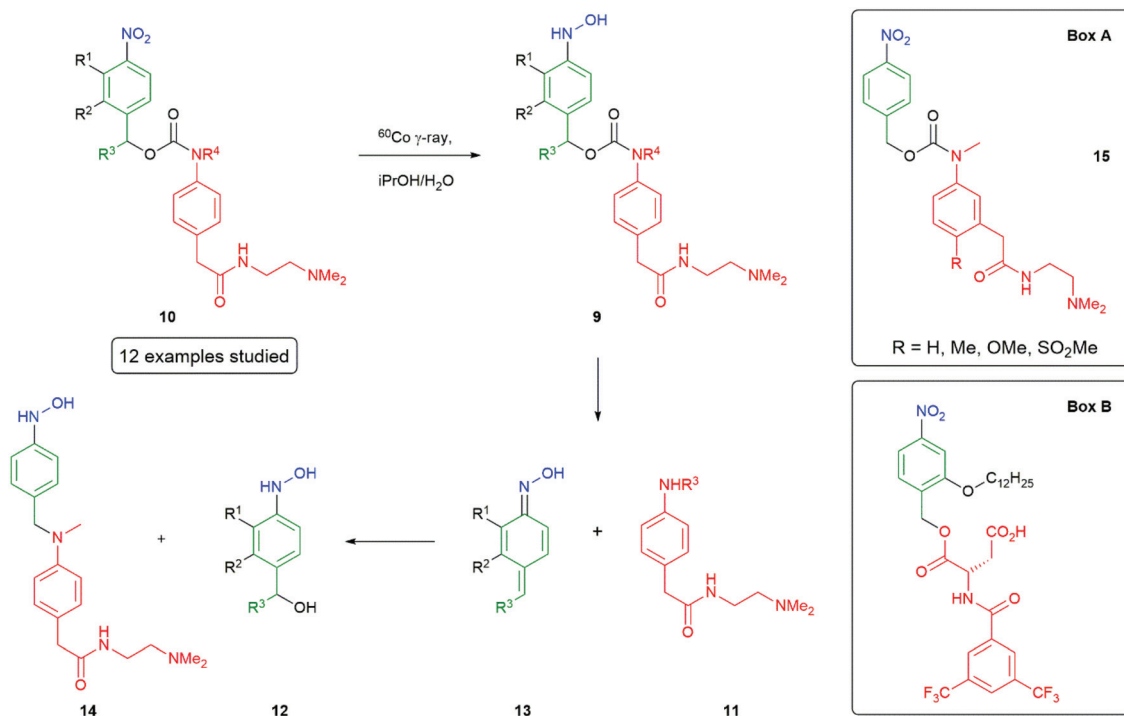 NO₂
R¹
R²
R³
O
O
NR⁴
H
N
NMe₂
O
10
12 examples studied
⁶⁰Co γ-ray,
iPrOH/H₂O
HN
OH
R¹
R²
R³
O
O
NR⁴
H
N
NMe₂
O
9
HN
OH
N
H
N
NMe₂
O
14
+
HN
OH
R¹
R²
R³
OH
12
N
OH
R¹
R²
R³
13
+
NHR³
H
N
NMe₂
O
11
Box A
NO₂
O
O
N
15
R
O
N
H
NMe₂
R = H, Me, OMe, SO₂Me
Box B
NO₂
O
C₁₂H₂₅
O
O
CO₂H
HN
O
F₃C
CF₃